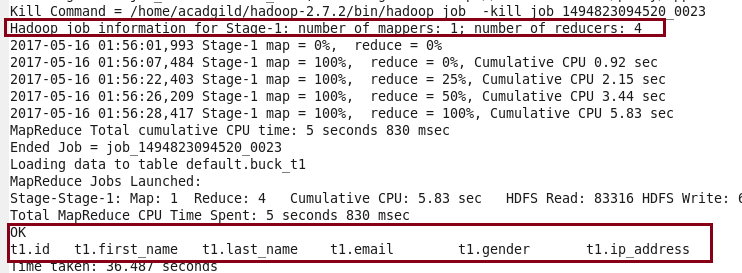 Kill Command = /home/acadgild/hadoop-2.7.2/bin/hadoop job  -kill job_1494823094520_0023
Hadoop job information for Stage-1: number of mappers: 1; number of reducers: 4
2017-05-16 01:56:01,993 Stage-1 map = 0%,  reduce = 0%
2017-05-16 01:56:07,484 Stage-1 map = 100%,  reduce = 0%, Cumulative CPU 0.92 sec
2017-05-16 01:56:22,403 Stage-1 map = 100%,  reduce = 25%, Cumulative CPU 2.15 sec
2017-05-16 01:56:26,209 Stage-1 map = 100%,  reduce = 50%, Cumulative CPU 3.44 sec
2017-05-16 01:56:28,417 Stage-1 map = 100%,  reduce = 100%, Cumulative CPU 5.83 sec
MapReduce Total cumulative CPU time: 5 seconds 830 msec
Ended Job = job_1494823094520_0023
Loading data to table default.buck_t1
MapReduce Jobs Launched:
Stage-Stage-1: Map: 1  Reduce: 4   Cumulative CPU: 5.83 sec   HDFS Read: 83316 HDFS Write:
Total MapReduce CPU Time Spent: 5 seconds 830 msec
OK
t1.id   t1.first_name   t1.last_name    t1.email        t1.gender       t1.ip_address
Time taken: 36.487 seconds